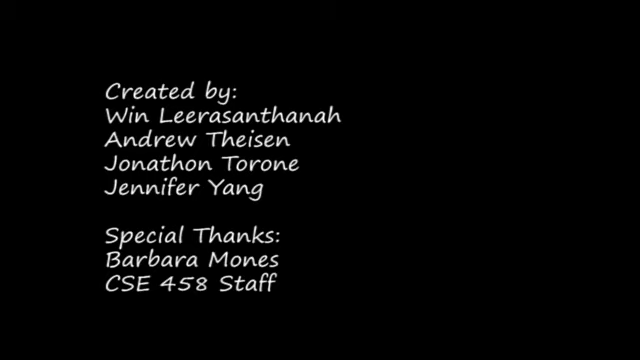 Created by:
Win Leerasanthanah
Andrew Theisen
Jonathon Torone
Jennifer Yang
Special Thanks:
Barbara Mones
CSE 458 Staff